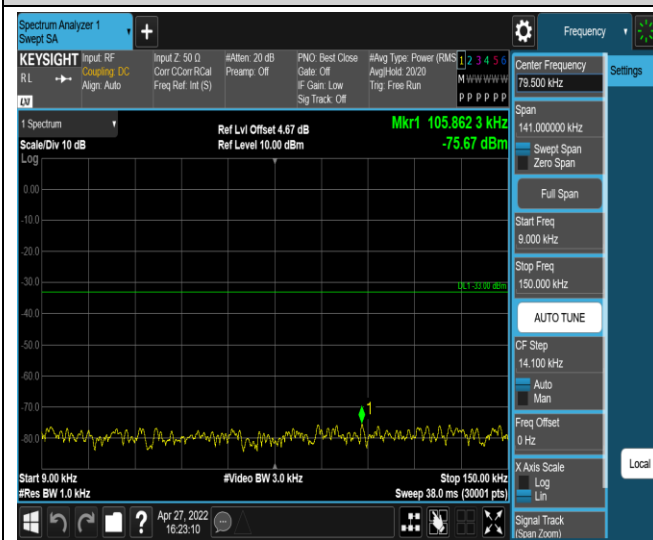 Spectrum Analyzer 1
Swept SA
+
Frequency
KEYSIGHT
RL
LXI
Input: RF
Coupling: DC
Align: Auto
Input Z: 50 Ω
Corr CCorr RCal
Freq Ref: Int (S)
#Atten: 20 dB
Preamp: Off
PNO: Best Close
Gate: Off
IF Gain: Low
Sig Track: Off
#Avg Type: Power (RMS
Avg|Hold: 20/20
Trig: Free Run
1 2 3 4 5 6
M W W W W W
P P P P P P
1 Spectrum
Scale/Div 10 dB
Log
Ref Lvl Offset 4.67 dB
Ref Level 10.00 dBm
Mkr1 105.862 3 kHz
-75.67 dBm
0.00
-10.0
-20.0
-30.0
-40.0
-50.0
-60.0
-70.0
-80.0
DL1 -33.00 dBm
1
Start 9.00 kHz
#Res BW 1.0 kHz
#Video BW 3.0 kHz
Stop 150.00 kHz
Sweep 38.0 ms (30001 pts)
Apr 27, 2022
16:23:10
?
Center Frequency
79.500 kHz
Span
141.000000 kHz
Swept Span
Zero Span
Full Span
Start Freq
9.000 kHz
Stop Freq
150.000 kHz
AUTO TUNE
CF Step
14.100 kHz
Auto
Man
Freq Offset
0 Hz
X Axis Scale
Log
Lin
Signal Track
(Span Zoom)
Settings
Local